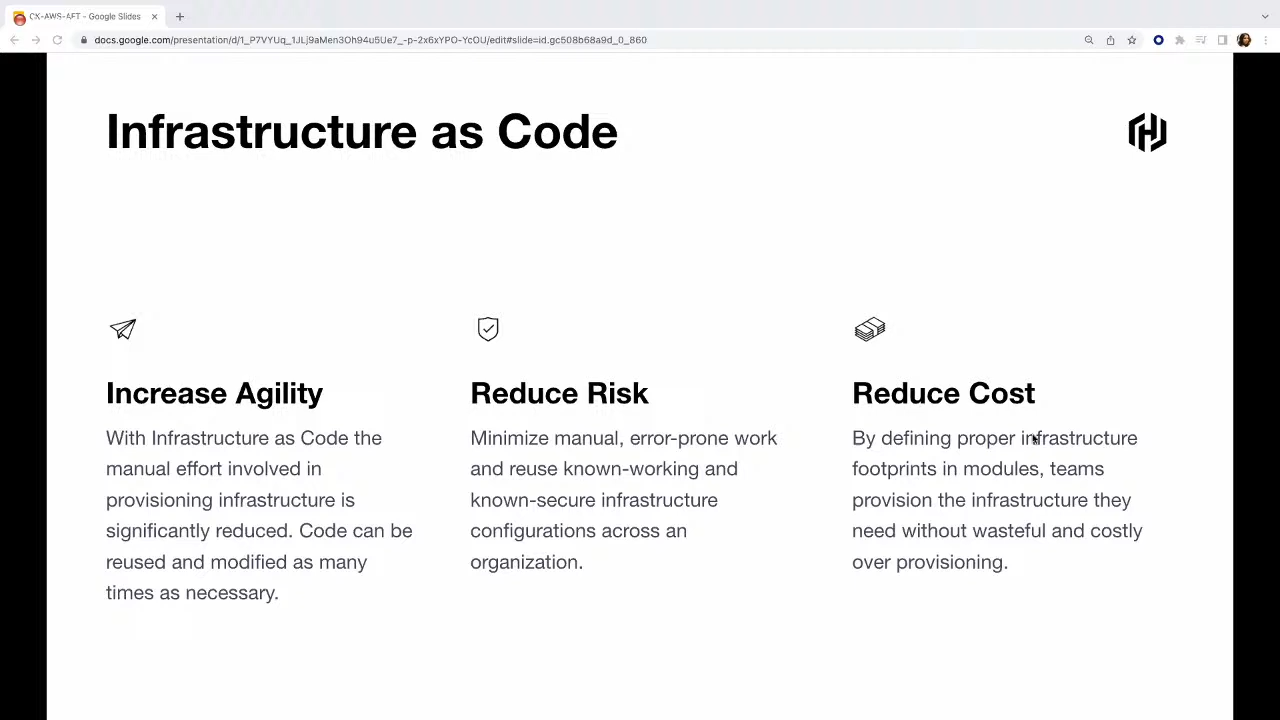 CX-AWS-AFT - Google Slides
docs.google.com/presentation/d/1_P7VYUq_1JLj9aMen3Oh94u5Ue7_-p-2x6xYPO-YcOU/edit#slide=id.gc508b68a9d_0_860
Infrastructure as Code
Increase Agility
With Infrastructure as Code the
manual effort involved in
provisioning infrastructure is
significantly reduced. Code can be
reused and modified as many
times as necessary.
Reduce Risk
Minimize manual, error-prone work
and reuse known-working and
known-secure infrastructure
configurations across an
organization.
Reduce Cost
By defining proper infrastructure
footprints in modules, teams
provision the infrastructure they
need without wasteful and costly
over provisioning.